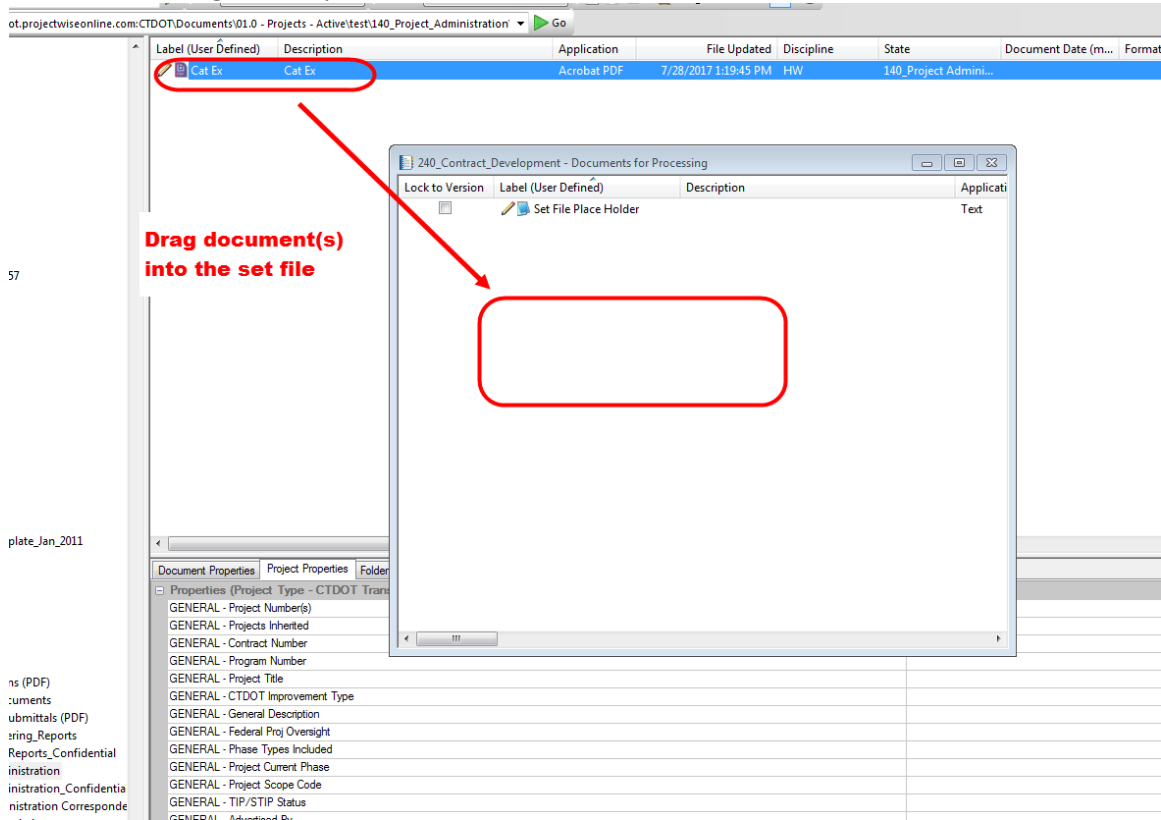 ot.projectwiseonline.com:CTDOT\Documents\01.0 - Projects - Active\test\140_Project_Administration\ Go
Label (User Defined) Description Application File Updated Discipline State Document Date (m... Format
Cat Ex Cat Ex Acrobat PDF 7/28/2017 1:19:45 PM HW 140_Project Admini...
240_Contract_Development - Documents for Processing
Lock to Version Label (User Defined) Description Applicati
Set File Place Holder Text
Drag document(s)
into the set file
57
plate_Jan_2011
Document Properties Project Properties Folder
Properties (Project Type - CTDOT Tran
GENERAL - Project Number(s)
GENERAL - Projects Inherited
GENERAL - Contract Number
GENERAL - Program Number
GENERAL - Project Title
GENERAL - CTDOT Improvement Type
GENERAL - General Description
GENERAL - Federal Proj Oversight
GENERAL - Phase Types Included
GENERAL - Project Current Phase
GENERAL - Project Scope Code
GENERAL - TIP/STIP Status
GENERAL - Advertised By
ns (PDF)
cuments
ubmittals (PDF)
ering_Reports
Reports_Confidential
inistration
inistration_Confidentia
nistration Corresponde